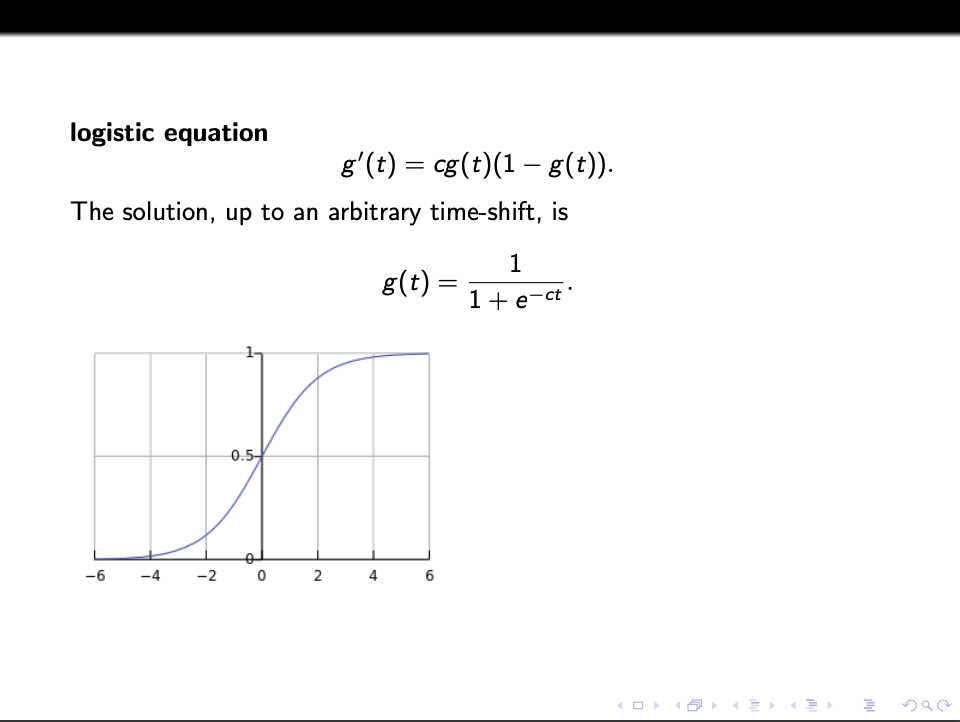 logistic equation
g′(t) = cg(t)(1 − g(t)).
The solution, up to an arbitrary time-shift, is
g(t) = 1 / (1 + e^{−ct}).
1
0.5
0
−6 −4 −2 0 2 4 6